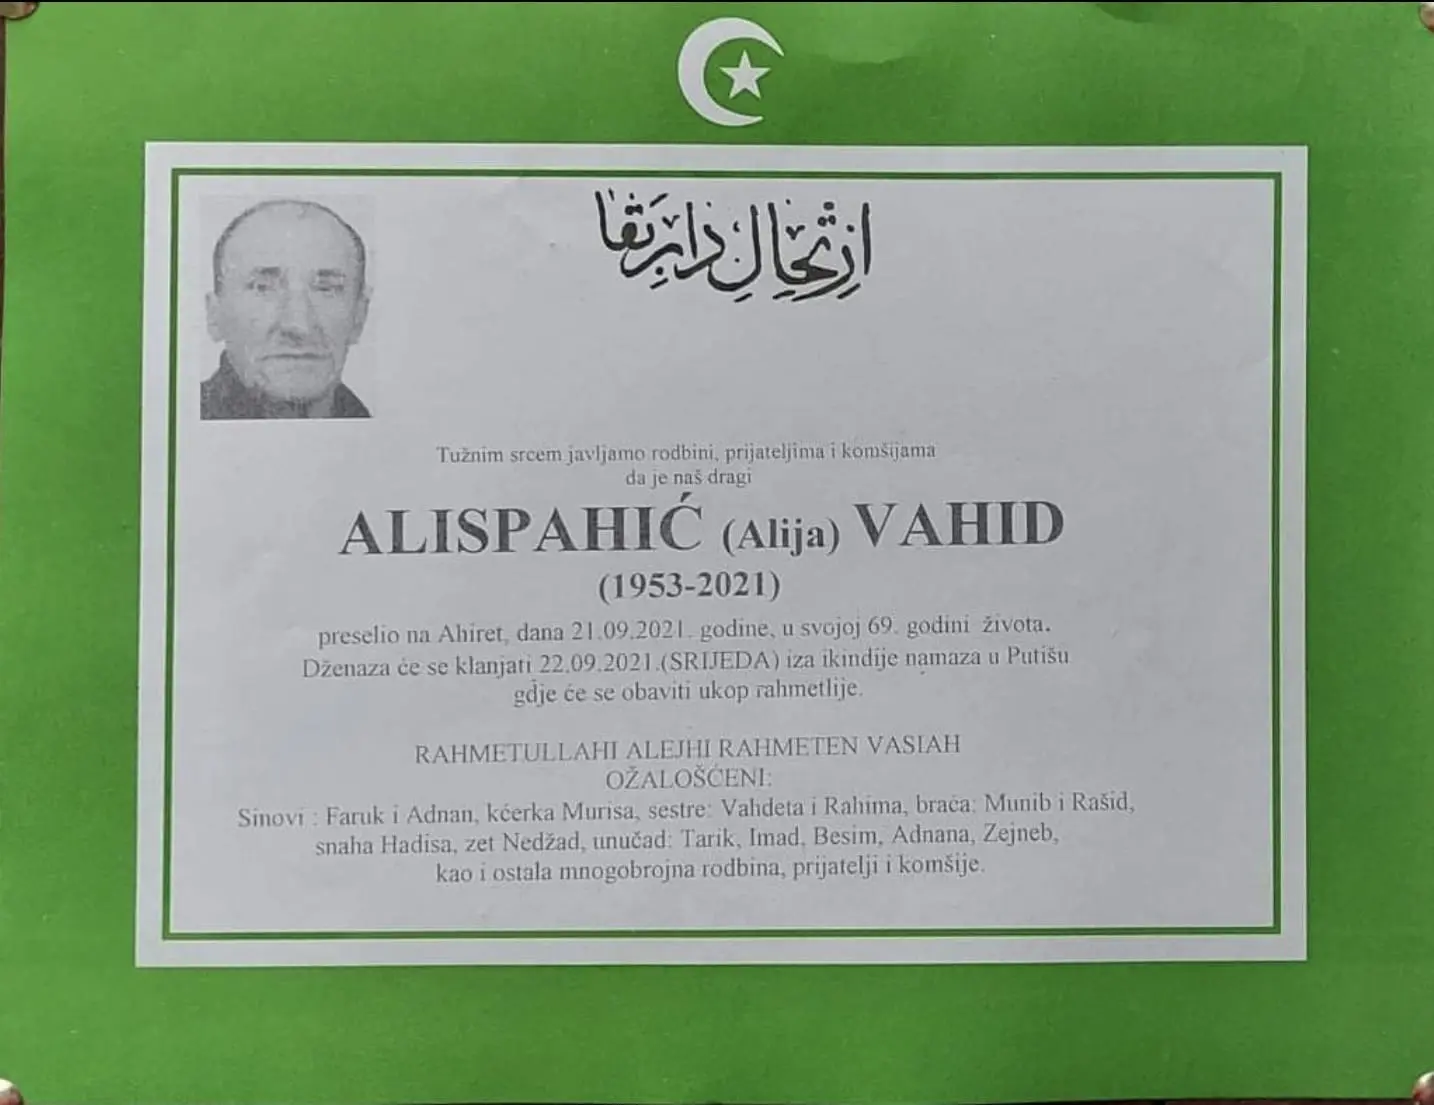 ارتحال دار بقا
Tužnim srcem javljamo rodbini, prijateljima i komšijama
da je naš dragi
ALISPAHIĆ (Alija) VAHID
(1953-2021)
preselio na Ahiret, dana 21.09.2021. godine, u svojoj 69. godini života.
Dženaza će se klanjati 22.09.2021.(SRIJEDA) iza ikindije namaza u Putišu
gdje će se obaviti ukop rahmetlije.
RAHMETULLAHI ALEJHI RAHMETEN VASIAH
OŽALOŠĆENI:
Sinovi : Faruk i Adnan, kćerka Murisa, sestre: Vahdeta i Rahima, braća: Munib i Rašid,
snaha Hadisa, zet Nedžad, unučad: Tarik, Imad, Besim, Adnana, Zejneb,
kao i ostala mnogobrojna rodbina, prijatelji i komšije.